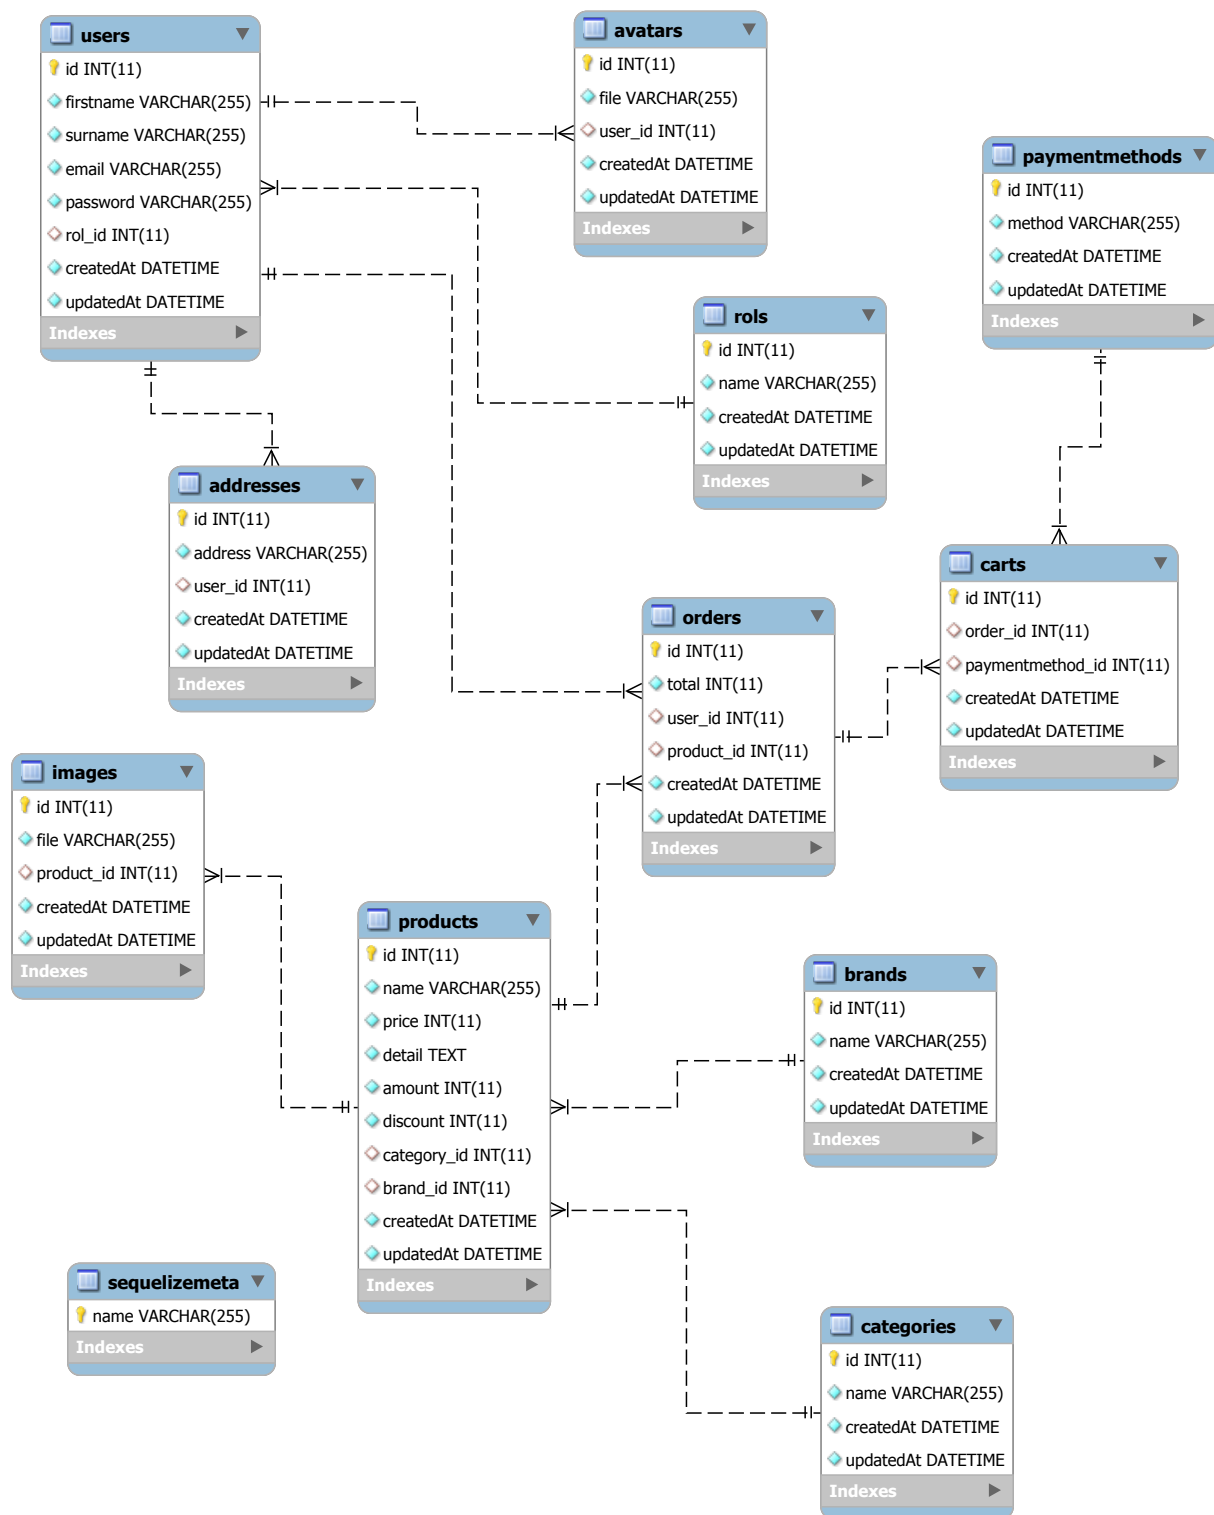 users
id INT(11)
firstname VARCHAR(255)
surname VARCHAR(255)
email VARCHAR(255)
password VARCHAR(255)
rol_id INT(11)
createdAt DATETIME
updatedAt DATETIME
Indexes
avatars
id INT(11)
file VARCHAR(255)
user_id INT(11)
createdAt DATETIME
updatedAt DATETIME
Indexes
paymentmethods
id INT(11)
method VARCHAR(255)
createdAt DATETIME
updatedAt DATETIME
Indexes
rols
id INT(11)
name VARCHAR(255)
createdAt DATETIME
updatedAt DATETIME
Indexes
addresses
id INT(11)
address VARCHAR(255)
user_id INT(11)
createdAt DATETIME
updatedAt DATETIME
Indexes
carts
id INT(11)
order_id INT(11)
paymentmethod_id INT(11)
createdAt DATETIME
updatedAt DATETIME
Indexes
orders
id INT(11)
total INT(11)
user_id INT(11)
product_id INT(11)
createdAt DATETIME
updatedAt DATETIME
Indexes
images
id INT(11)
file VARCHAR(255)
product_id INT(11)
createdAt DATETIME
updatedAt DATETIME
Indexes
products
id INT(11)
name VARCHAR(255)
price INT(11)
detail TEXT
amount INT(11)
discount INT(11)
category_id INT(11)
brand_id INT(11)
createdAt DATETIME
updatedAt DATETIME
Indexes
brands
id INT(11)
name VARCHAR(255)
createdAt DATETIME
updatedAt DATETIME
Indexes
sequelizemeta
name VARCHAR(255)
Indexes
categories
id INT(11)
name VARCHAR(255)
createdAt DATETIME
updatedAt DATETIME
Indexes